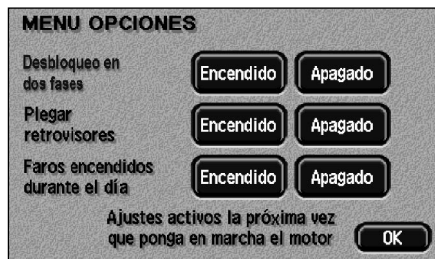 MENU OPCIONES
Desbloqueo en
dos fases
Encendido Apagado
Plegar
retrovisores
Encendido Apagado
Faros encendidos
durante el día
Encendido Apagado
Ajustes activos la próxima vez
que ponga en marcha el motor
OK